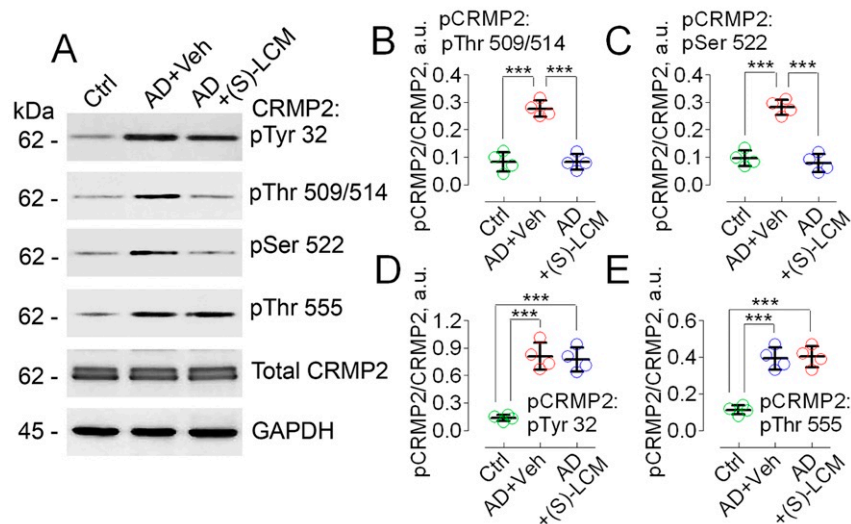 A
Ctrl
AD+Veh
AD
+(S)-LCM
kDa
CRMP2:
62 -
pTyr 32
62 -
pThr 509/514
62 -
pSer 522
62 -
pThr 555
62 -
Total CRMP2
45 -
GAPDH
B
pCRMP2:
pThr 509/514
pCRMP2/CRMP2, a.u.
0.4
0.3
0.2
0.1
0.0
***
***
Ctrl
AD+Veh
AD
+(S)-LCM
C
pCRMP2:
pSer 522
pCRMP2/CRMP2, a.u.
0.4
0.3
0.2
0.1
0.0
***
***
Ctrl
AD+Veh
AD
+(S)-LCM
D
pCRMP2/CRMP2, a.u.
1.2
0.9
0.6
0.3
0.0
***
***
pCRMP2:
pTyr 32
Ctrl
AD+Veh
AD
+(S)-LCM
E
pCRMP2/CRMP2, a.u.
0.6
0.4
0.2
0.0
***
***
pCRMP2:
pThr 555
Ctrl
AD+Veh
AD
+(S)-LCM